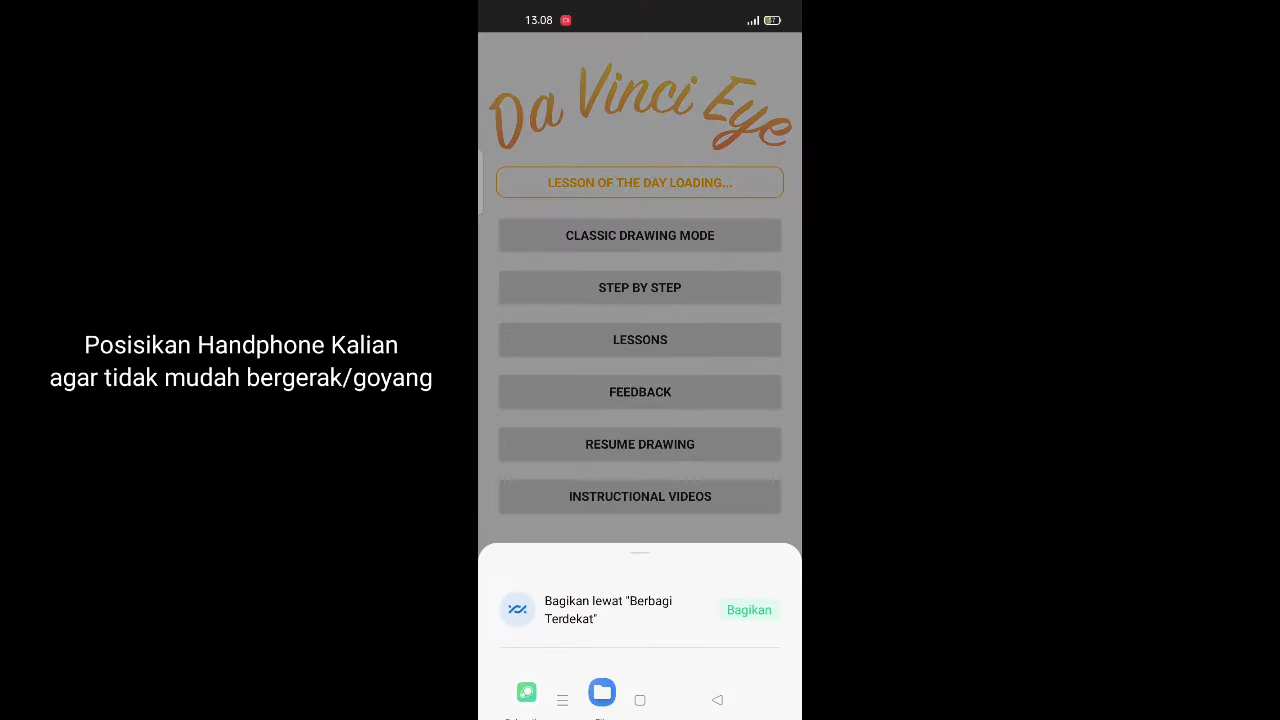 13.08
Da Vinci Eye
LESSON OF THE DAY LOADING...
CLASSIC DRAWING MODE
STEP BY STEP
LESSONS
FEEDBACK
RESUME DRAWING
INSTRUCTIONAL VIDEOS
Posisikan Handphone Kalian
agar tidak mudah bergerak/goyang
Bagikan lewat "Berbagi
Terdekat"
Bagikan